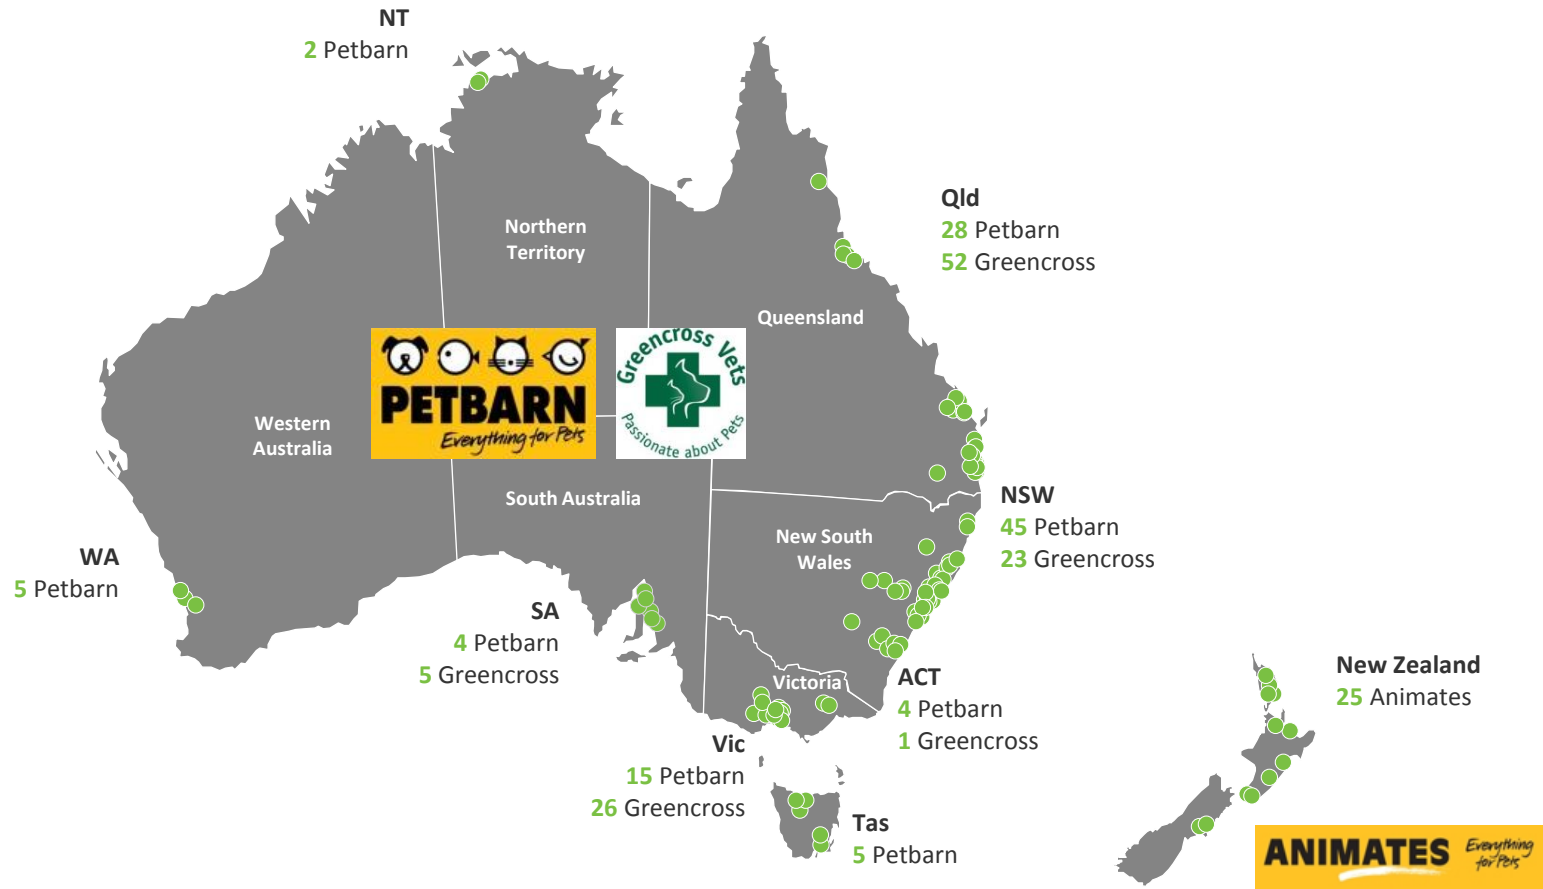 NT
2 Petbarn
Qld
28 Petbarn
52 Greencross
Northern
Territory
Queensland
Greencross Vets
Passionate about Pets
PETBARN
Everything for Pets
Western
Australia
South Australia
NSW
45 Petbarn
23 Greencross
New South
Wales
WA
5 Petbarn
SA
4 Petbarn
5 Greencross
Victoria
ACT
4 Petbarn
1 Greencross
New Zealand
25 Animates
Vic
15 Petbarn
26 Greencross
Tas
5 Petbarn
ANIMATES
Everything
for Pets